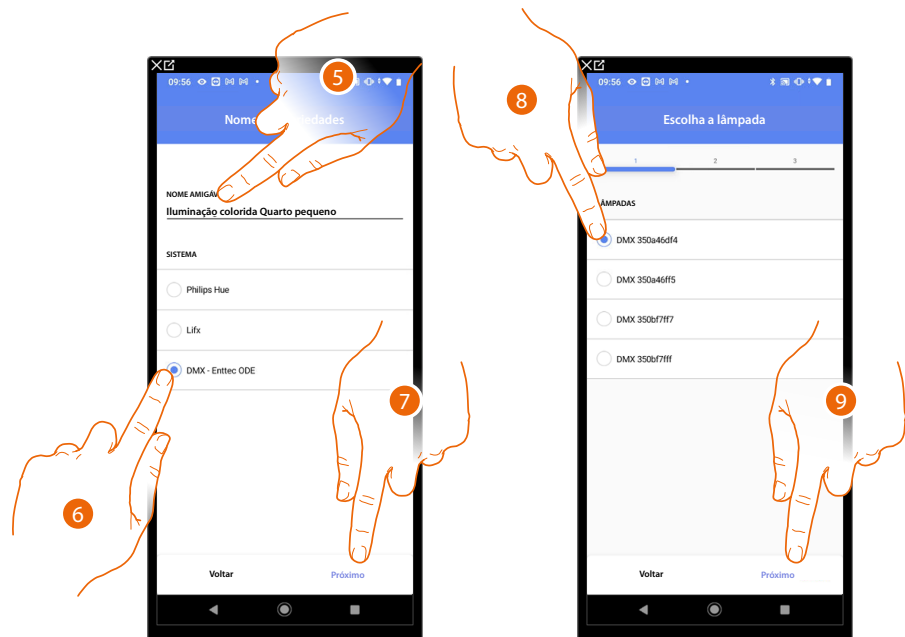 5
09:56
Nome
edades
NOME AMIGÁV
Iluminação colorida Quarto pequeno
SISTEMA
Philips Hue
Lifx
DMX - Enttec ODE
6
7
Voltar
Próximo
8
09:56
Escolha a lâmpada
1
2
3
ÂMPADAS
DMX 350a46df4
DMX 350a46ff5
DMX 350bf7ff7
DMX 350bf7fff
9
Voltar
Próximo